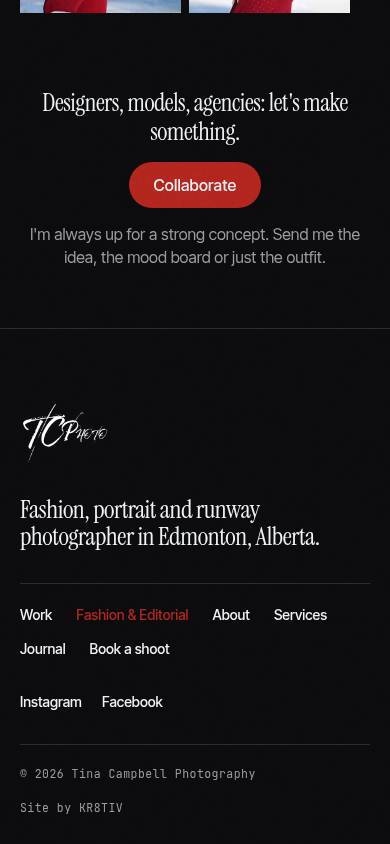 Designers, models, agencies: let's make
something.
Collaborate
I'm always up for a strong concept. Send me the
idea, the mood board or just the outfit.
TCPHOTO
Fashion, portrait and runway
photographer in Edmonton, Alberta.
Work Fashion & Editorial About Services
Journal Book a shoot
Instagram Facebook
© 2026 Tina Campbell Photography
Site by KR8TIV